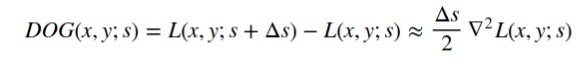 DOG(x, y; s) = L(x, y; s + Δs) − L(x, y; s) ≈ Δs/2 ∇²L(x, y; s)